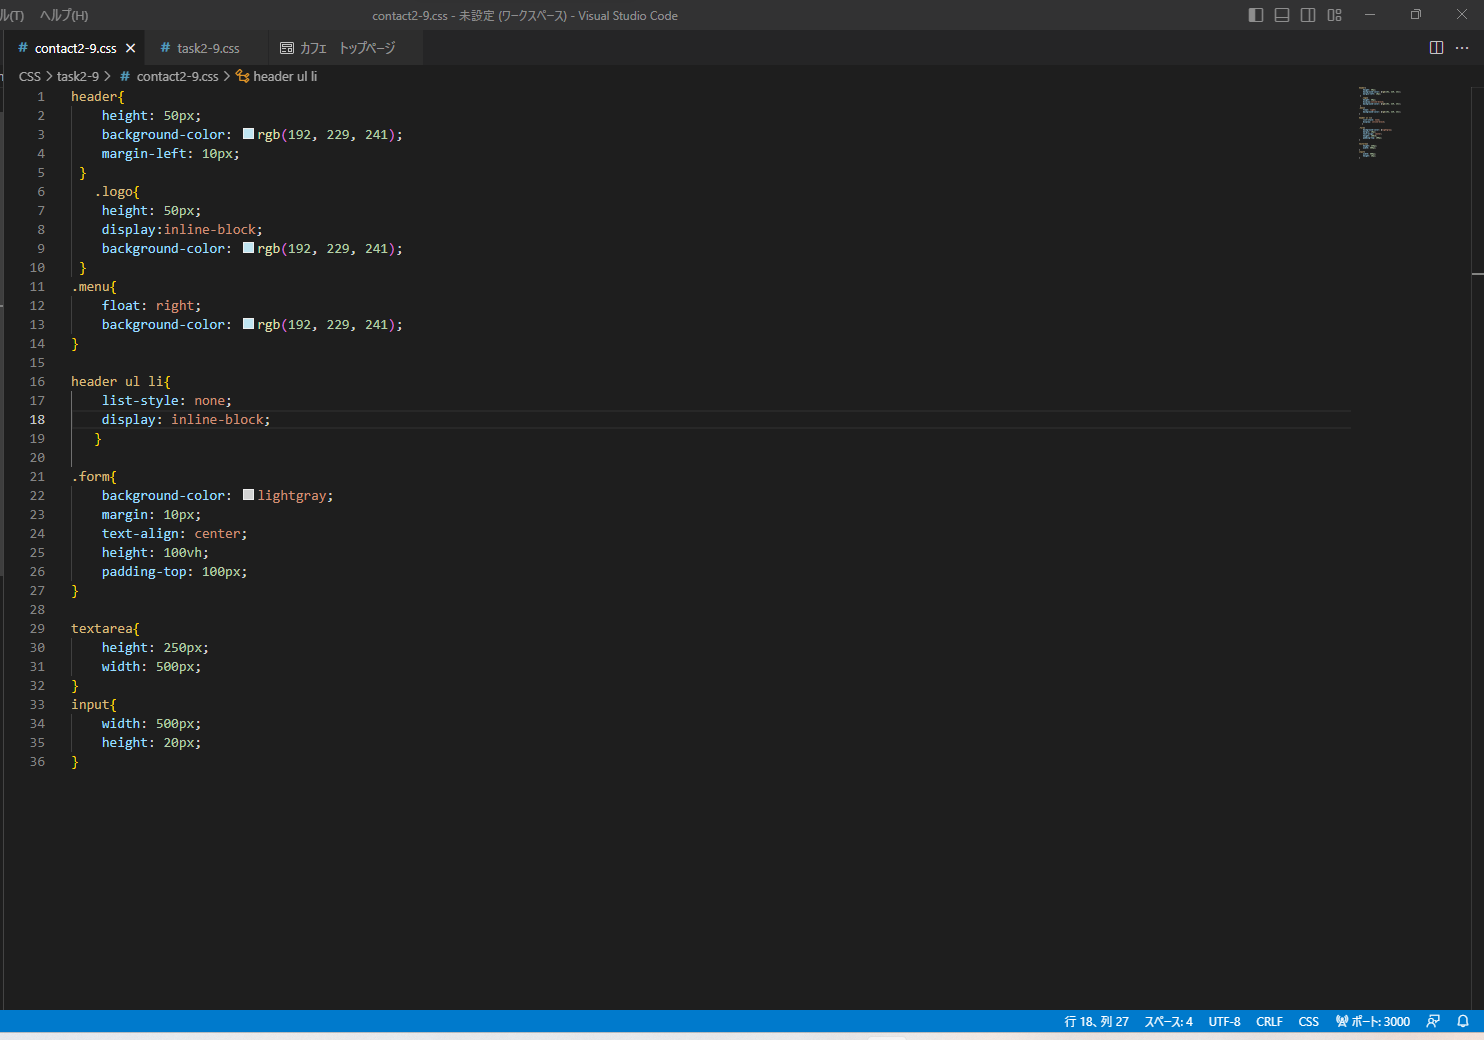 ル(T) ヘルプ(H) contact2-9.css - 未設定 (ワークスペース) - Visual Studio Code
# contact2-9.css # task2-9.css カフェ トップページ
CSS > task2-9 > # contact2-9.css > header ul li
1 header{
2 height: 50px;
3 background-color: rgb(192, 229, 241);
4 margin-left: 10px;
5 }
6 .logo{
7 height: 50px;
8 display:inline-block;
9 background-color: rgb(192, 229, 241);
10 }
11 .menu{
12 float: right;
13 background-color: rgb(192, 229, 241);
14 }
15
16 header ul li{
17 list-style: none;
18 display: inline-block;
19 }
20
21 .form{
22 background-color: lightgray;
23 margin: 10px;
24 text-align: center;
25 height: 100vh;
26 padding-top: 100px;
27 }
28
29 textarea{
30 height: 250px;
31 width: 500px;
32 }
33 input{
34 width: 500px;
35 height: 20px;
36 }
行 18、列 27 スペース: 4 UTF-8 CRLF CSS ポート: 3000